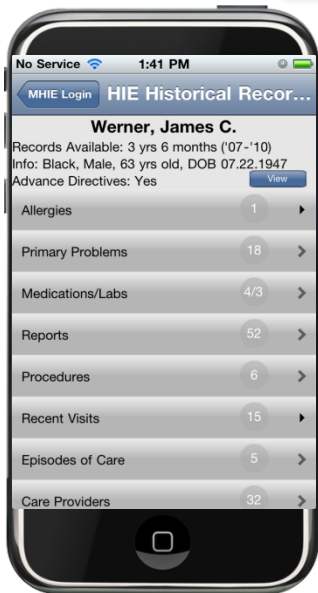 No Service 1:41 PM
MHIE Login HIE Historical Recor...
Werner, James C.
Records Available: 3 yrs 6 months ('07-'10)
Info: Black, Male, 63 yrs old, DOB 07.22.1947
Advance Directives: Yes View
Allergies 1
Primary Problems 18
Medications/Labs 4/3
Reports 52
Procedures 6
Recent Visits 15
Episodes of Care 5
Care Providers 32